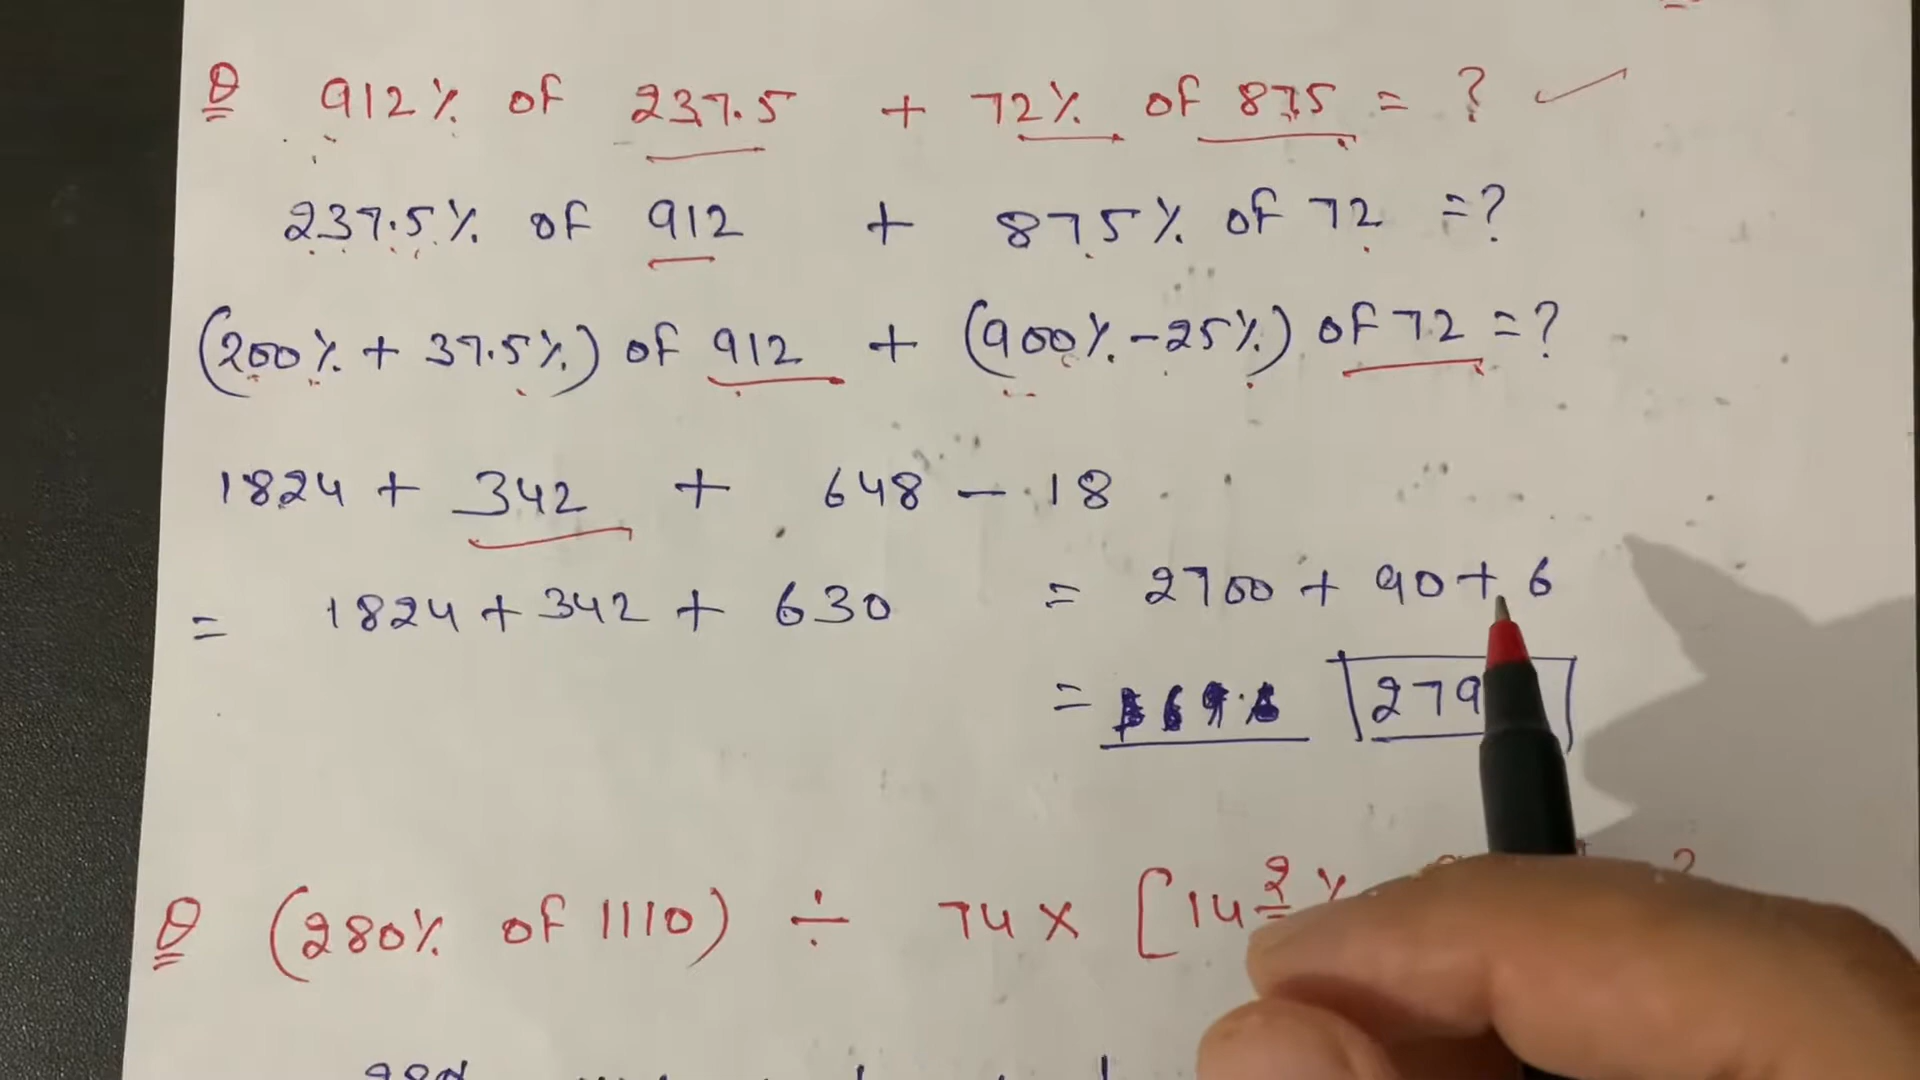 Q 912% of 237.5 + 72% of 875 = ?
237.5% of 912 + 875% of 72 = ?
(200% + 37.5%) of 912 + (900% - 25%) of 72 = ?
1824 + 342 + 648 - 18
= 1824 + 342 + 630 = 2700 + 90 + 6
= 279
Q (280% of 1110) ÷ 74 × [14 2 %